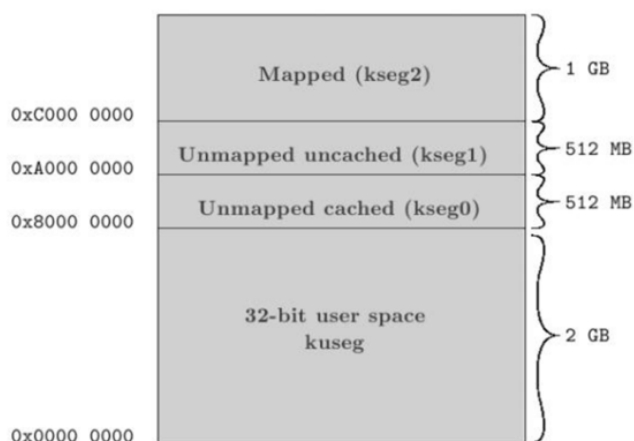 Mapped (kseg2)
1 GB
0xC000 0000
Unmapped uncached (kseg1)
512 MB
0xA000 0000
Unmapped cached (kseg0)
512 MB
0x8000 0000
32-bit user space
kuseg
2 GB
0x0000 0000